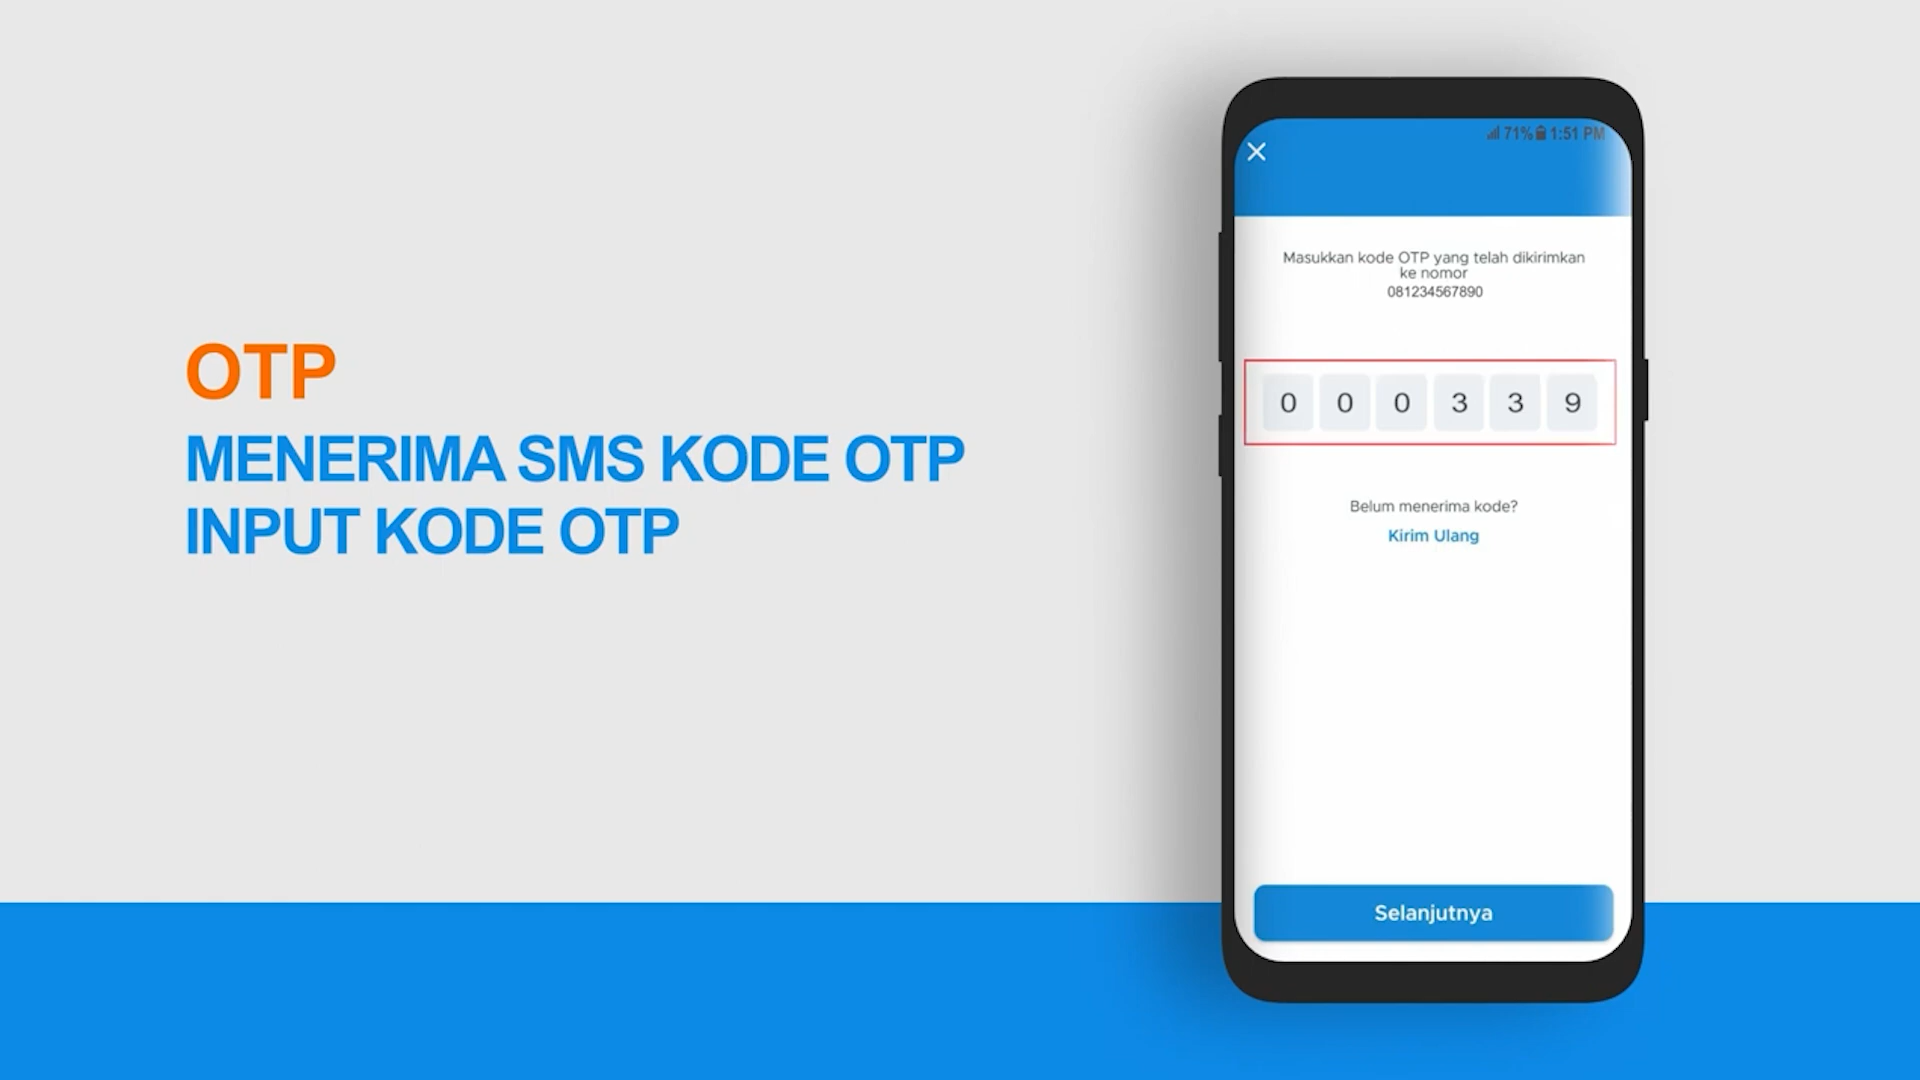 OTP
MENERIMA SMS KODE OTP
INPUT KODE OTP
71% 1:51 PM
Masukkan kode OTP yang telah dikirimkan
ke nomor
081234567890
0 0 0 3 3 9
Belum menerima kode?
Kirim Ulang
Selanjutnya